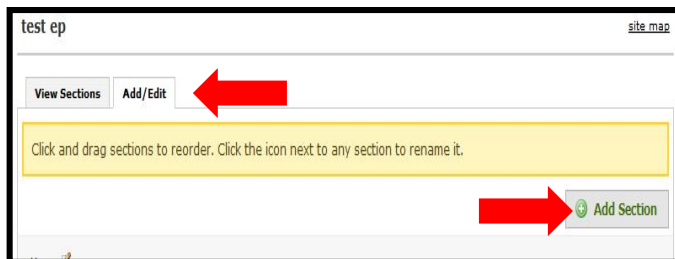 test ep
site map
View Sections Add/Edit
Click and drag sections to reorder. Click the icon next to any section to rename it.
Add Section